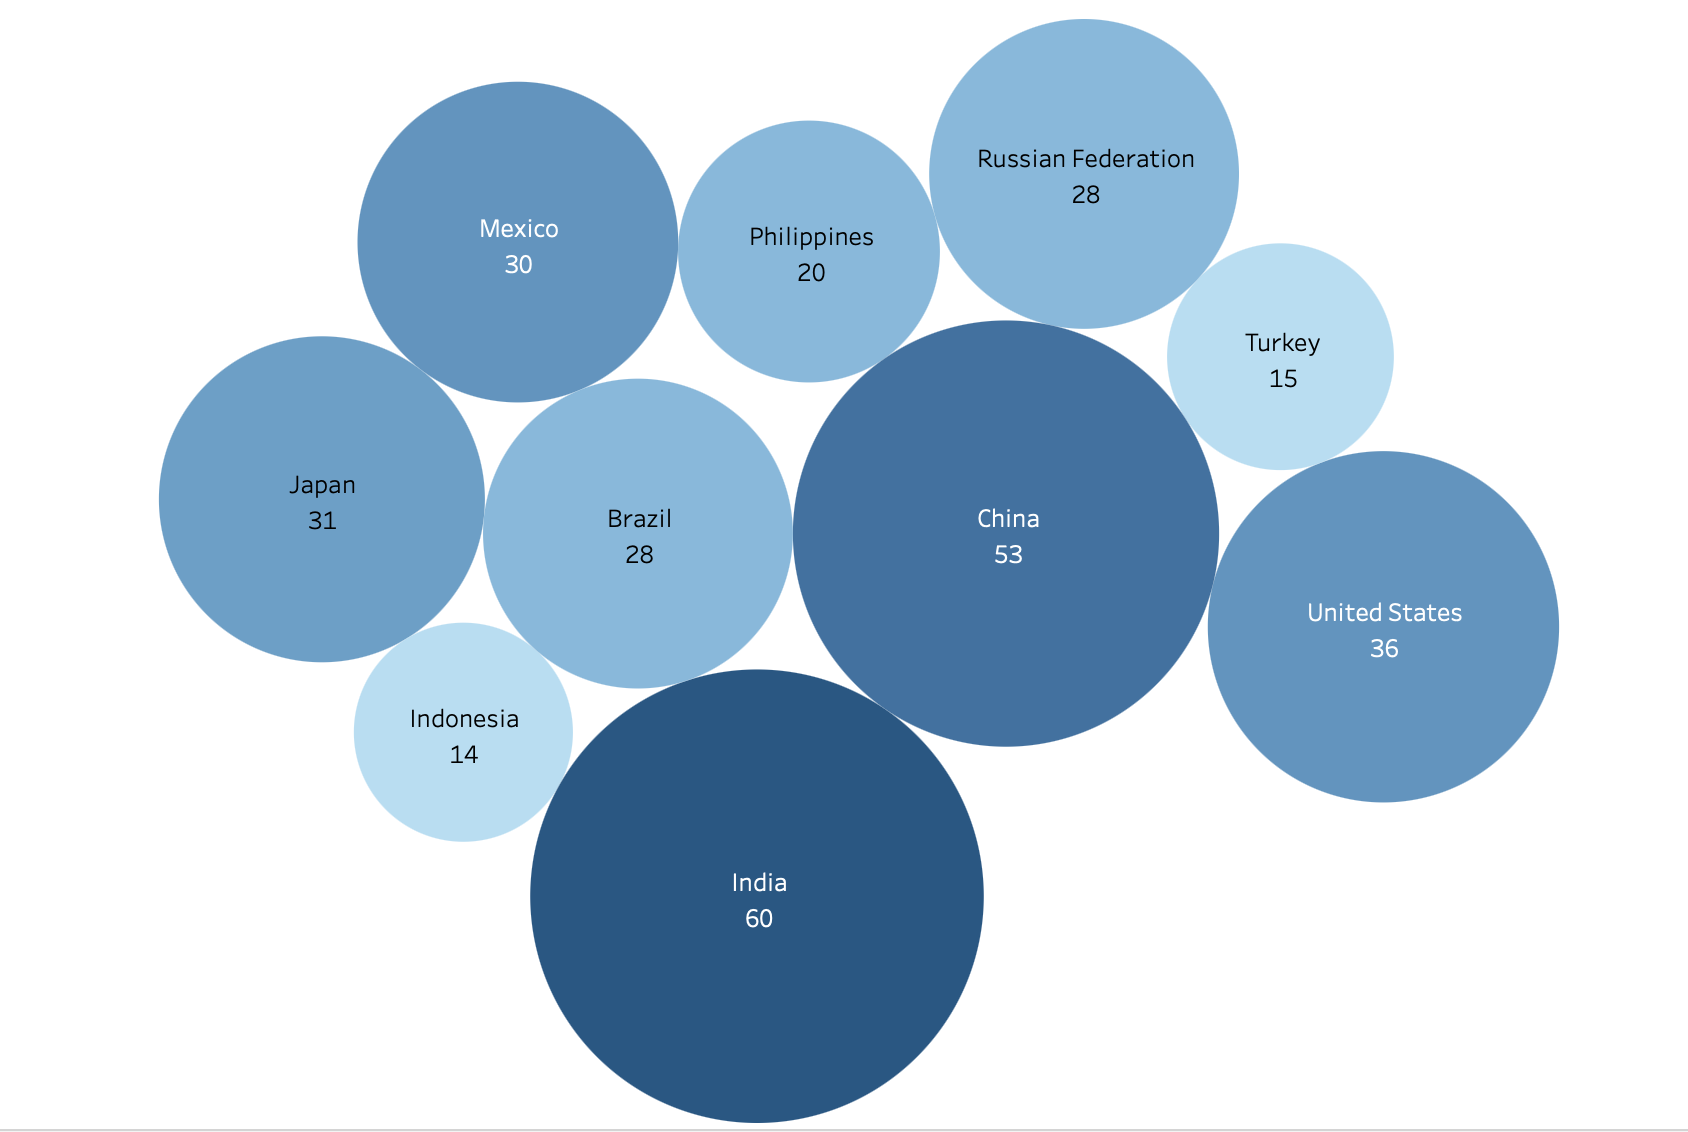 Russian Federation
28
Mexico
30
Philippines
20
Turkey
15
Japan
31
Brazil
28
China
53
United States
36
Indonesia
14
India
60